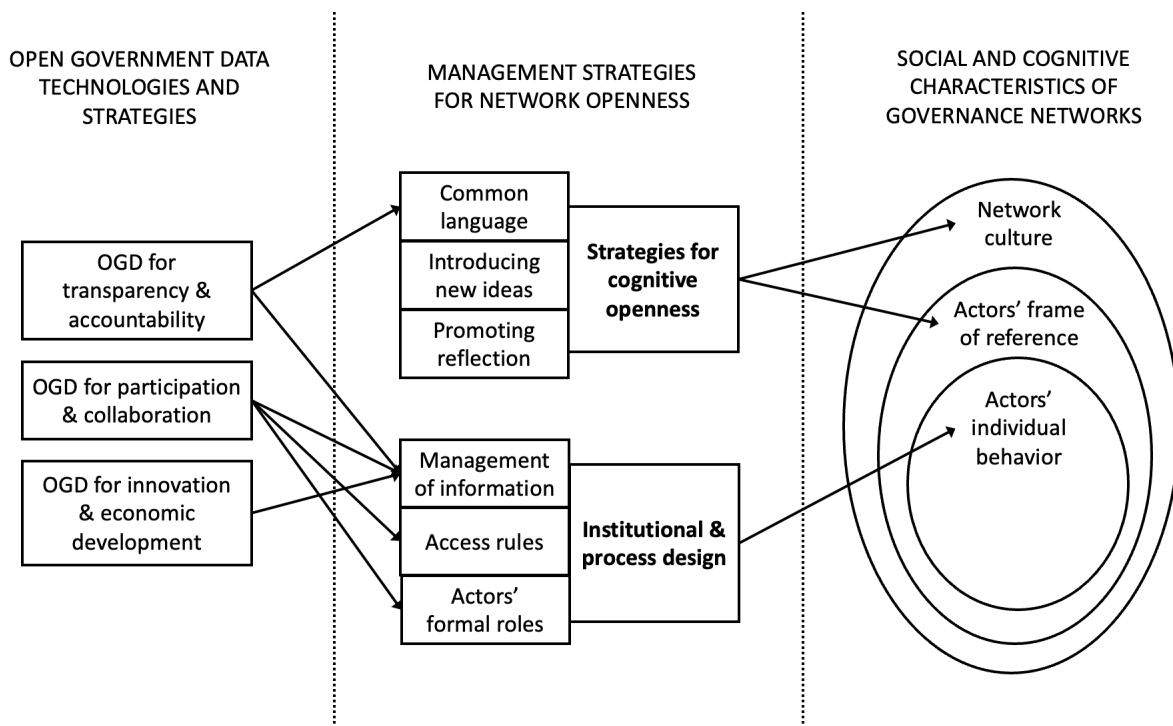 OPEN GOVERNMENT DATA
TECHNOLOGIES AND
STRATEGIES
MANAGEMENT STRATEGIES
FOR NETWORK OPENNESS
SOCIAL AND COGNITIVE
CHARACTERISTICS OF
GOVERNANCE NETWORKS
OGD for
transparency &
accountability
OGD for participation
& collaboration
OGD for innovation
& economic
development
Common
language
Introducing
new ideas
Promoting
reflection
Strategies for
cognitive
openness
Management
of information
Access rules
Actors'
formal roles
Institutional &
process design
Network
culture
Actors' frame
of reference
Actors'
individual
behavior